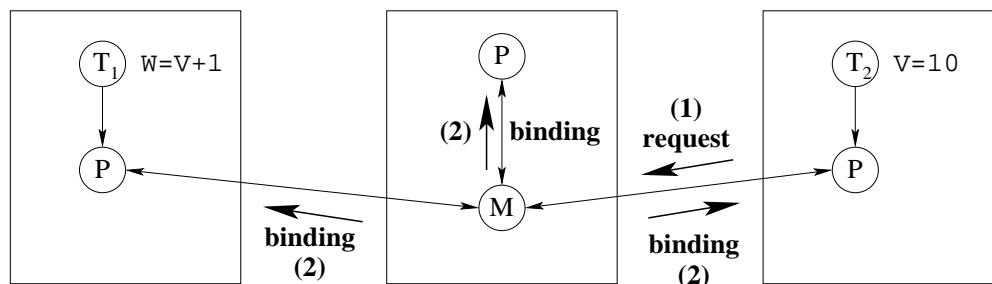 T1 W=V+1
P
P
(2) binding
M
binding
(2)
T2 V=10
(1)
request
P
binding
(2)